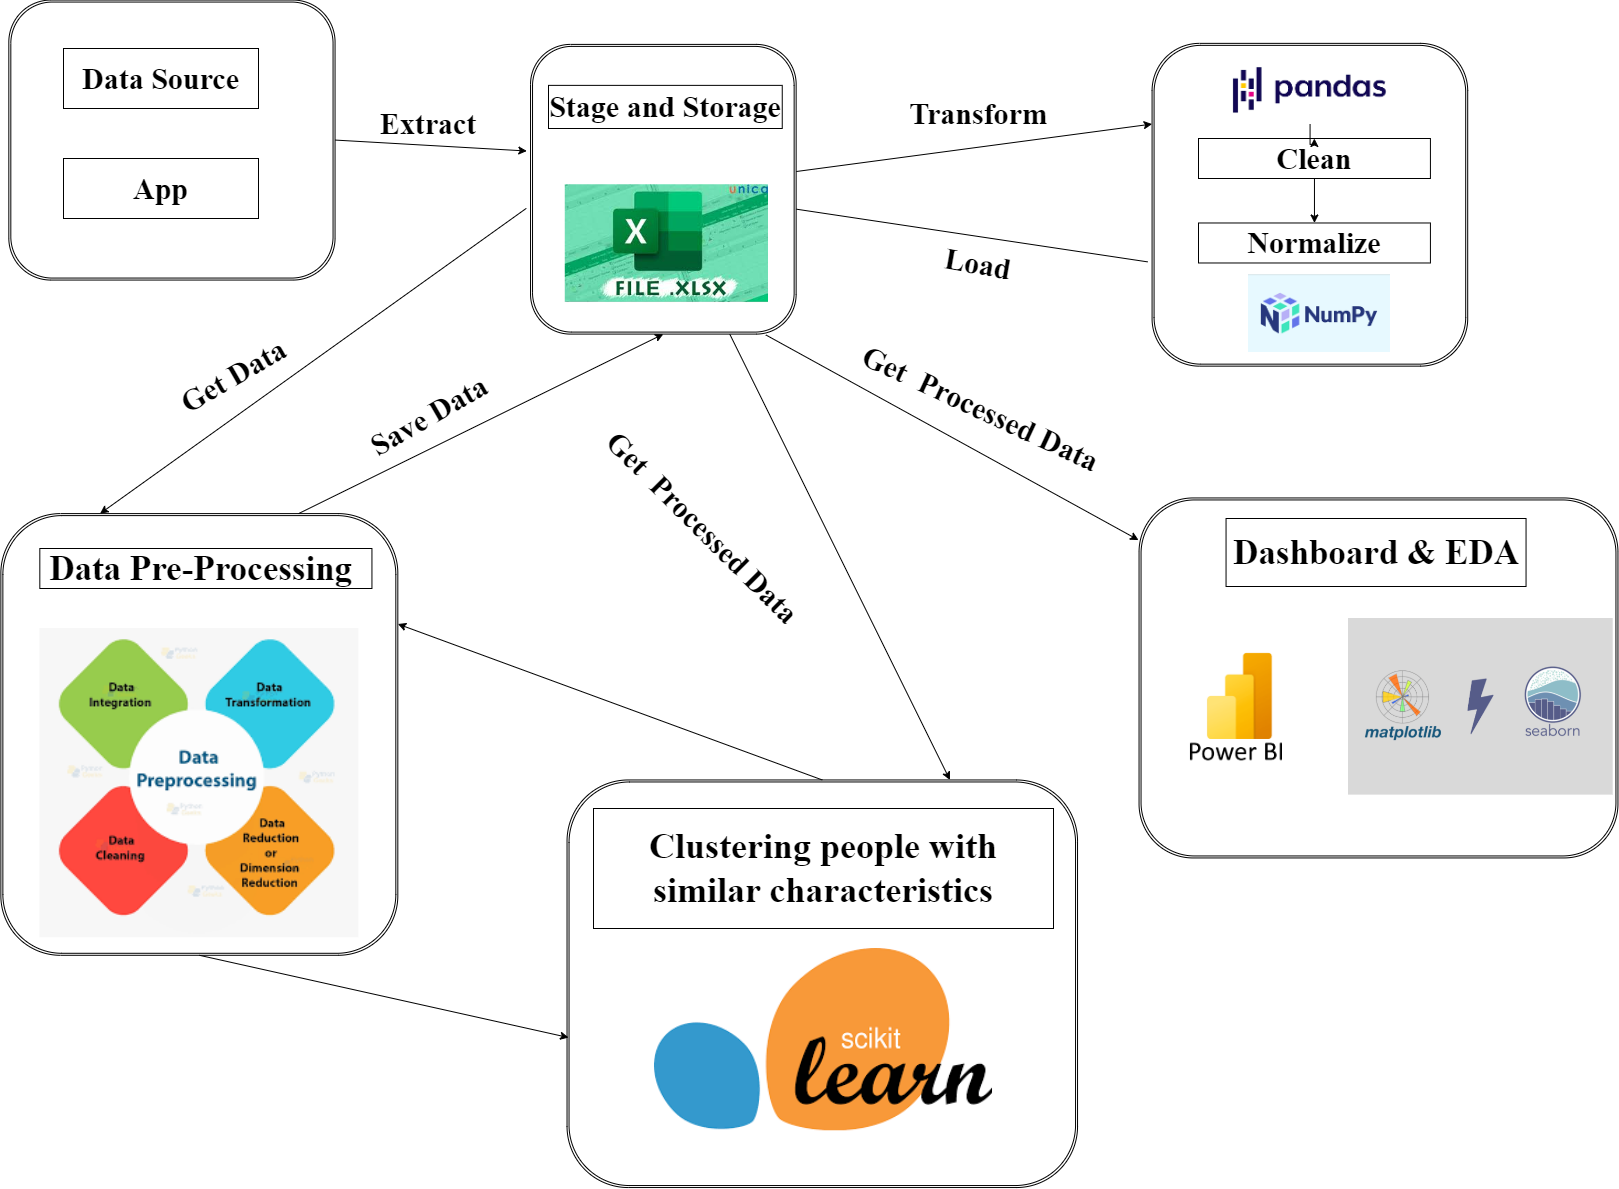 Data Source
App
Extract
Stage and Storage
unica
X
FILE .XLSX
Transform
Load
pandas
Clean
Normalize
NumPy
Get Data
Save Data
Get Processed Data
Get Processed Data
Data Pre-Processing
Data
Integration
Data
Transformation
Data
Preprocessing
Data
Cleaning
Data
Reduction
or
Dimension
Reduction
Dashboard & EDA
Power BI
matplotlib
seaborn
Clustering people with
similar characteristics
scikit
learn